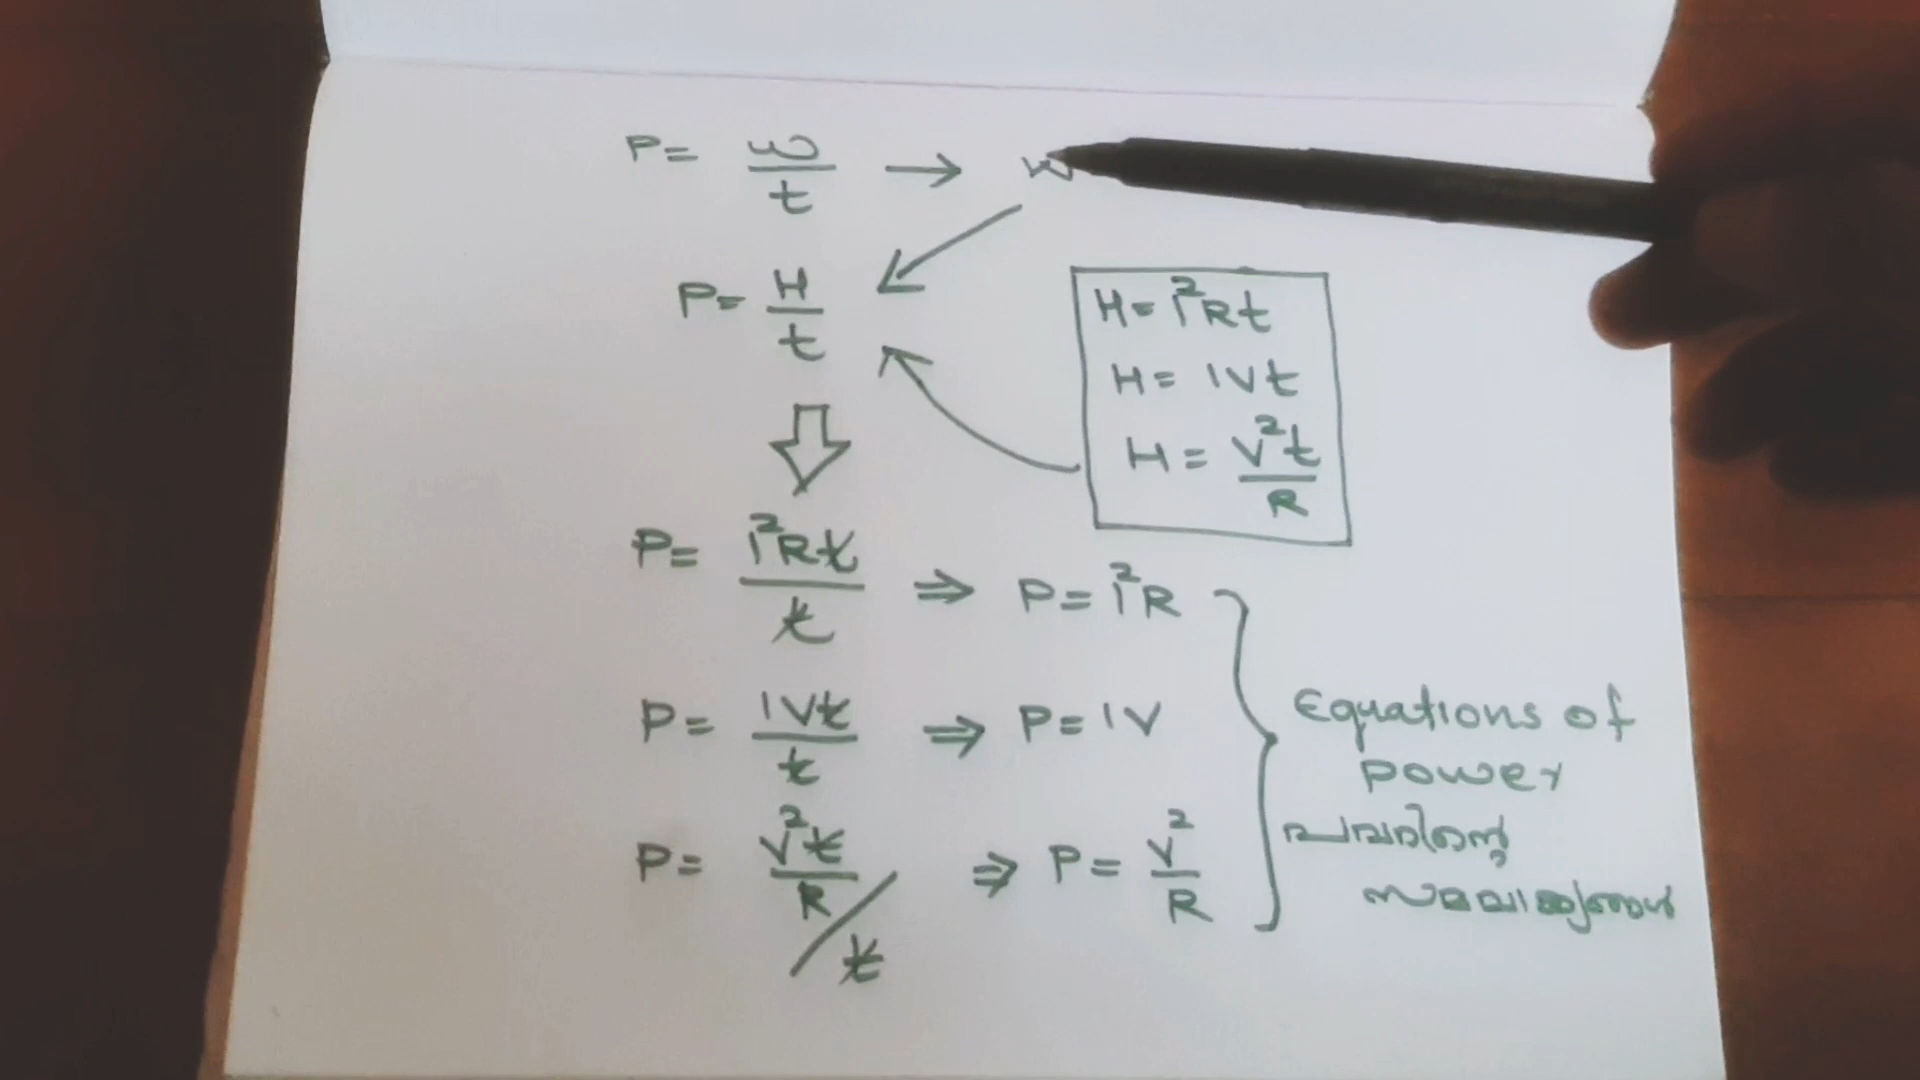 P = w/t → w
P = H/t
H = I²Rt
H = IVt
H = V²t/R
P = I²Rt/t ⇒ P = I²R
P = IVt/t ⇒ P = IV
P = V²t/R/t ⇒ P = V²/R
Equations of
power
പവറിന്റെ
സമവാക്യങ്ങൾ